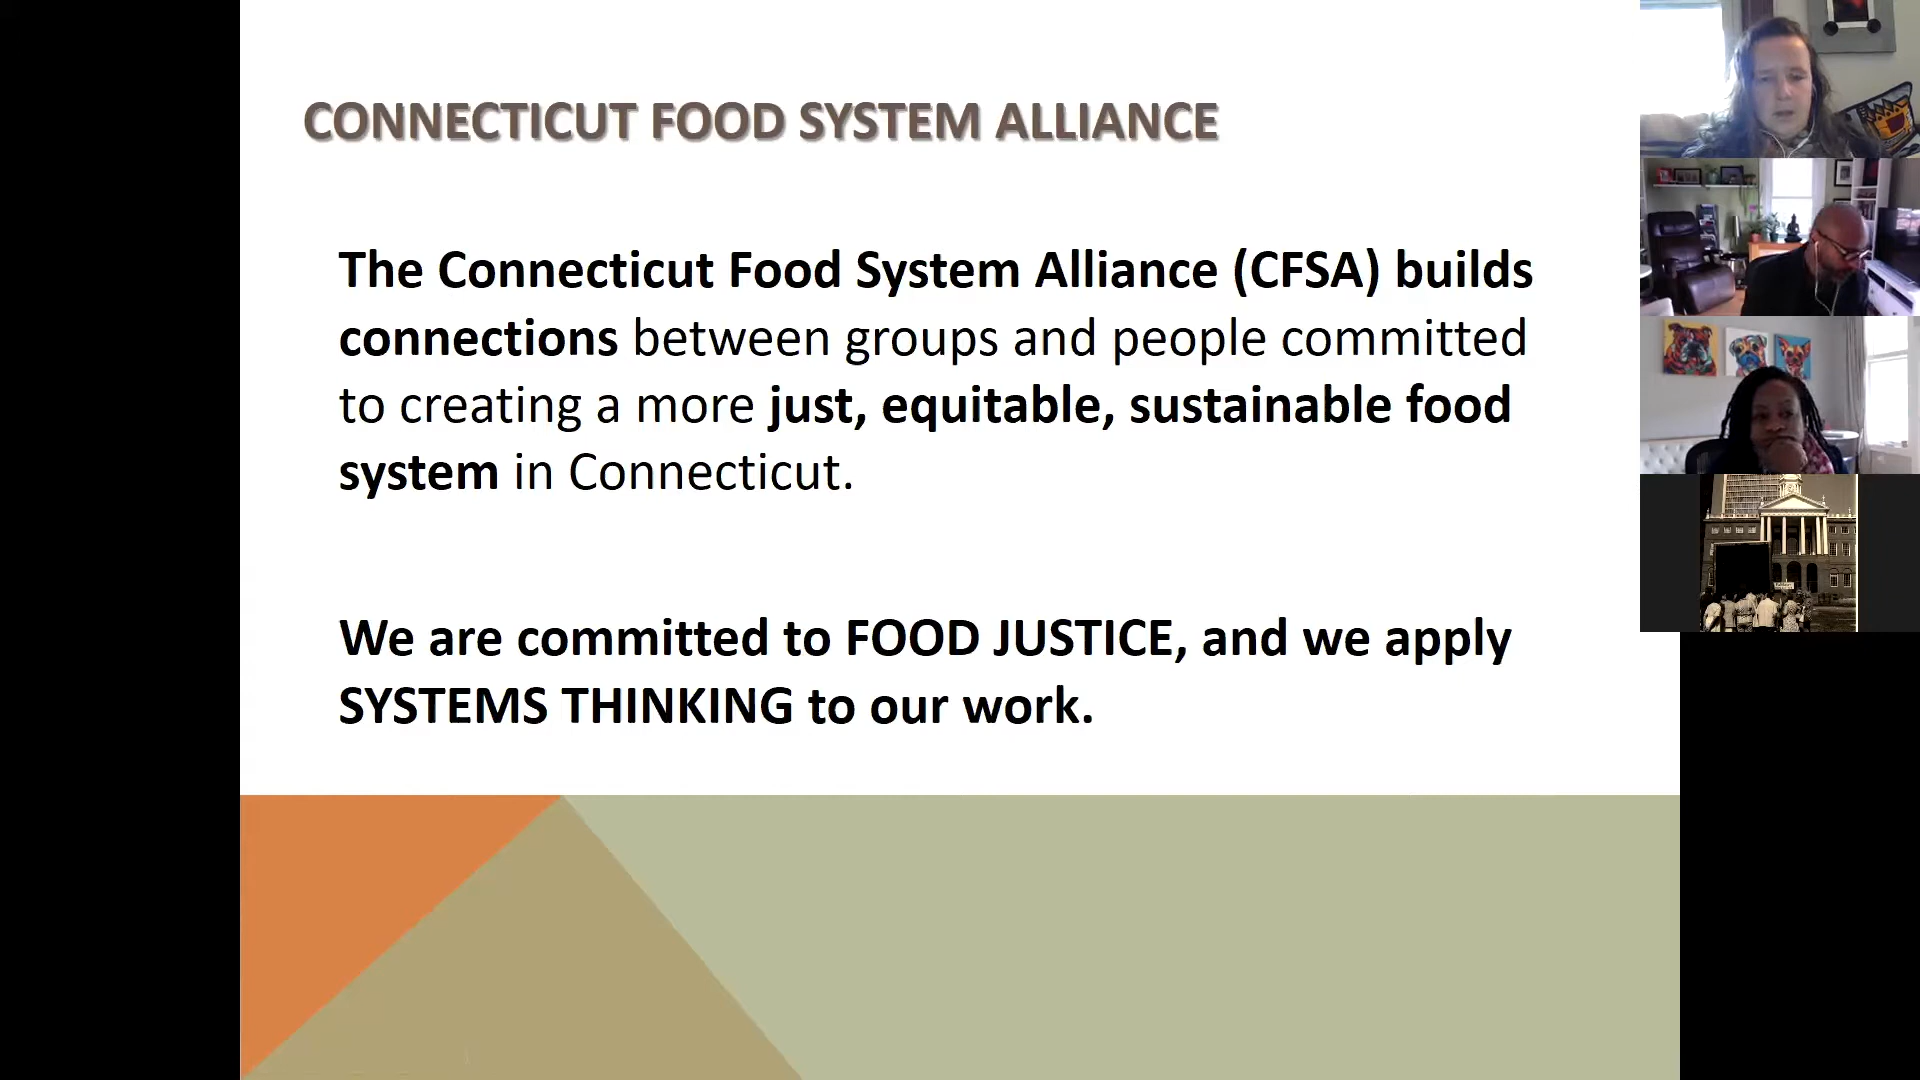 CONNECTICUT FOOD SYSTEM ALLIANCE
The Connecticut Food System Alliance (CFSA) builds
connections between groups and people committed
to creating a more just, equitable, sustainable food
system in Connecticut.
We are committed to FOOD JUSTICE, and we apply
SYSTEMS THINKING to our work.